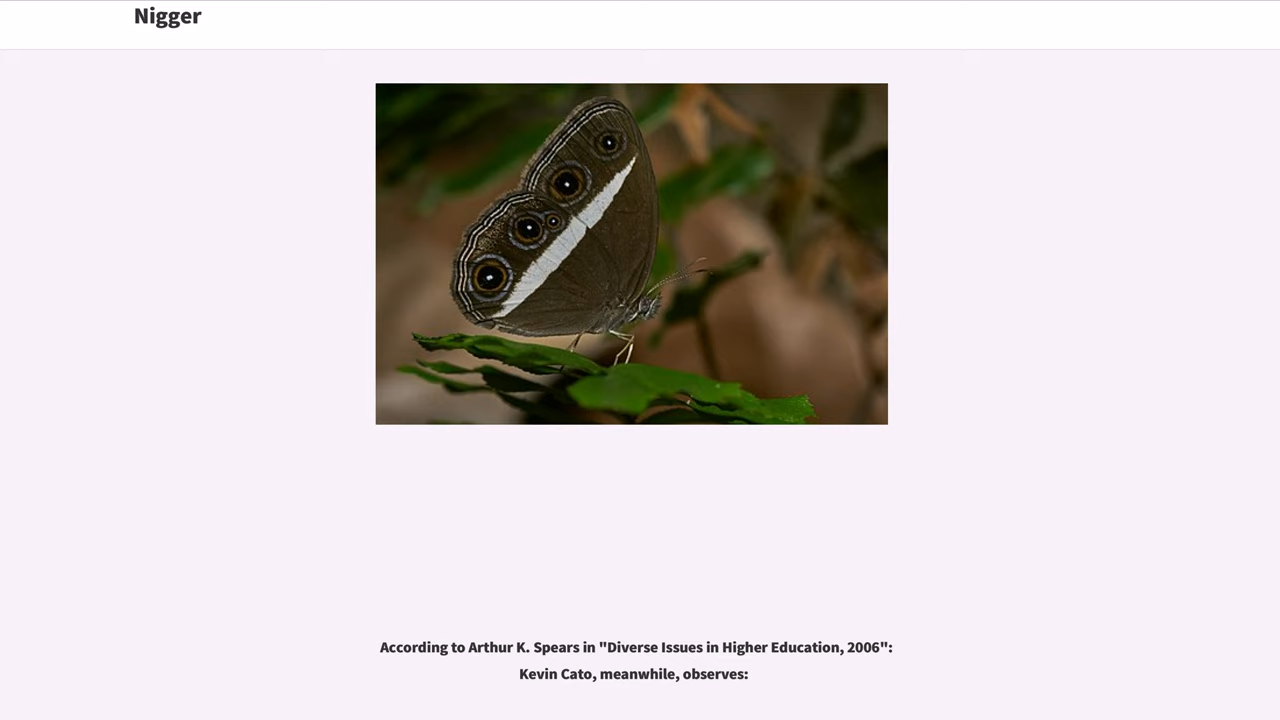 Nigger
According to Arthur K. Spears in "Diverse Issues in Higher Education, 2006":
Kevin Cato, meanwhile, observes: